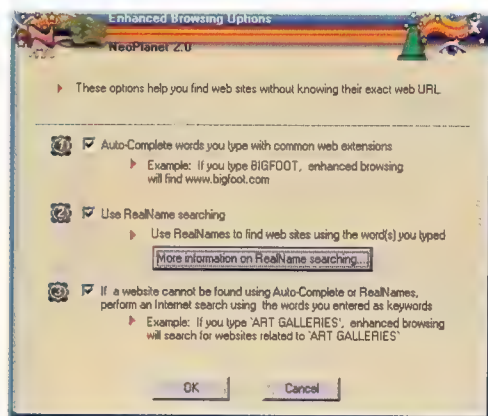 Enhanced Browsing Options
NeoPlanet 2.0
These options help you find web sites without knowing their exact web URL
1
Auto-Complete words you type with common web extensions
Example: If you type BIGFOOT, enhanced browsing
will find www.bigfoot.com
2
Use RealName searching
Use RealNames to find web sites using the word(s) you typed
More information on RealName searching...
3
If a website cannot be found using Auto-Complete or RealNames,
perform an Internet search using the words you entered as keywords
Example: If you type `ART GALLERIES`, enhanced browsing
will search for websites related to `ART GALLERIES`
OK
Cancel